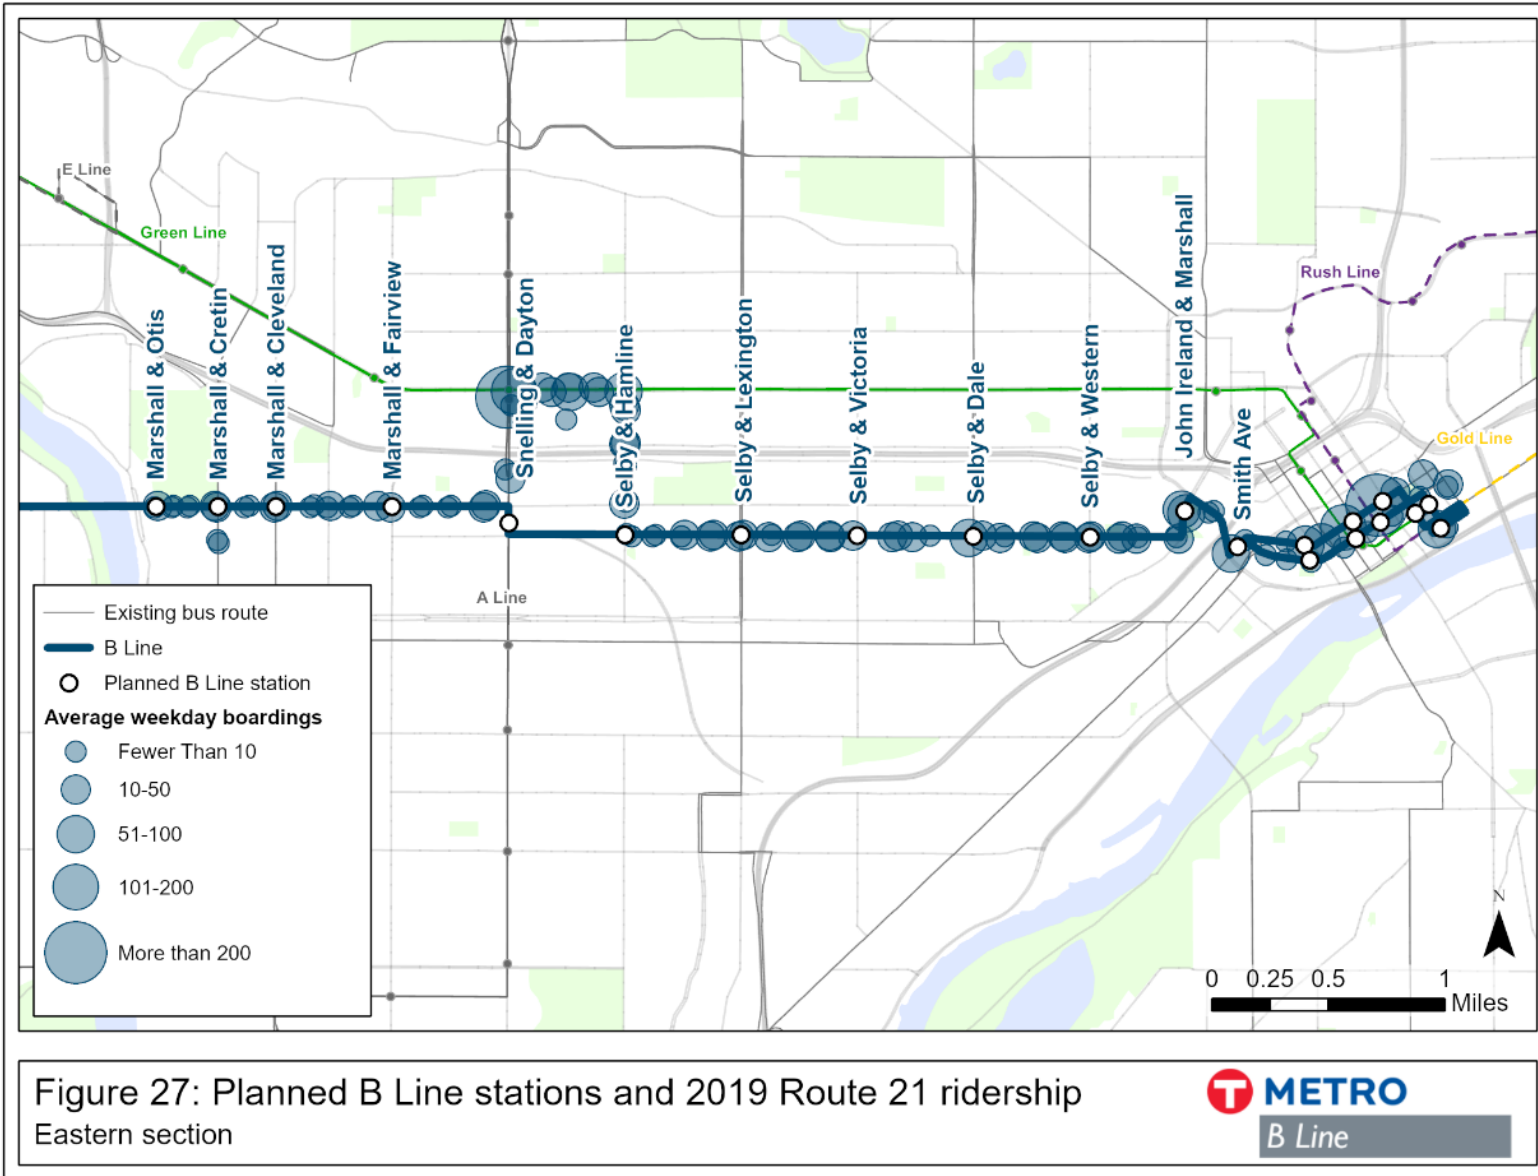 E Line
Green Line
Marshall & Otis
Marshall & Cretin
Marshall & Cleveland
Marshall & Fairview
Snelling & Dayton
Selby & Hamline
Selby & Lexington
Selby & Victoria
Selby & Dale
Selby & Western
John Ireland & Marshall
Smith Ave
Rush Line
Gold Line
A Line
Existing bus route
B Line
Planned B Line station
Average weekday boardings
Fewer Than 10
10-50
51-100
101-200
More than 200
N
0 0.25 0.5 1
Miles
Figure 27: Planned B Line stations and 2019 Route 21 ridership
Eastern section
T METRO
B Line